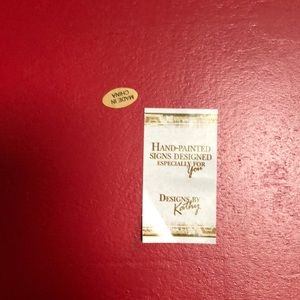 MADE IN
CHINA
HAND-PAINTED
SIGNS DESIGNED
ESPECIALLY FOR
You
DESIGNS BY
Kathy